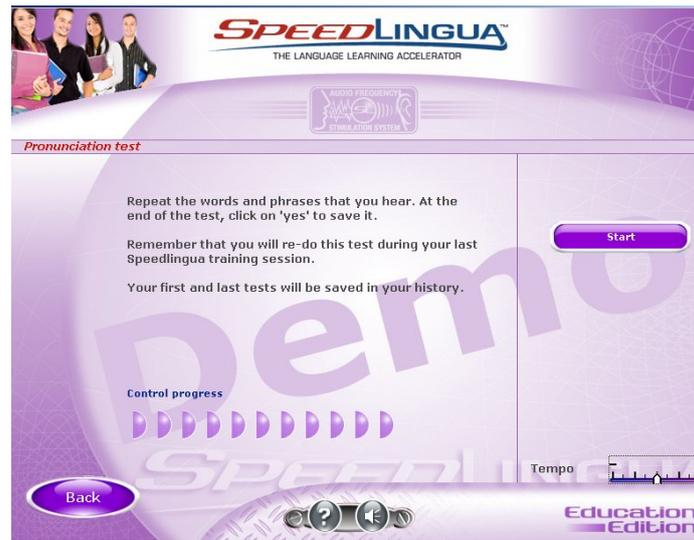 SPEEDLINGUA™
THE LANGUAGE LEARNING ACCELERATOR
AUDIO FREQUENCY
STIMULATION SYSTEM
Pronunciation test
Repeat the words and phrases that you hear. At the
end of the test, click on 'yes' to save it.
Remember that you will re-do this test during your last
Speedlingua training session.
Your first and last tests will be saved in your history.
Start
Demo
Control progress
SPEEDLINGUA
Tempo
Back
?
Education
Edition